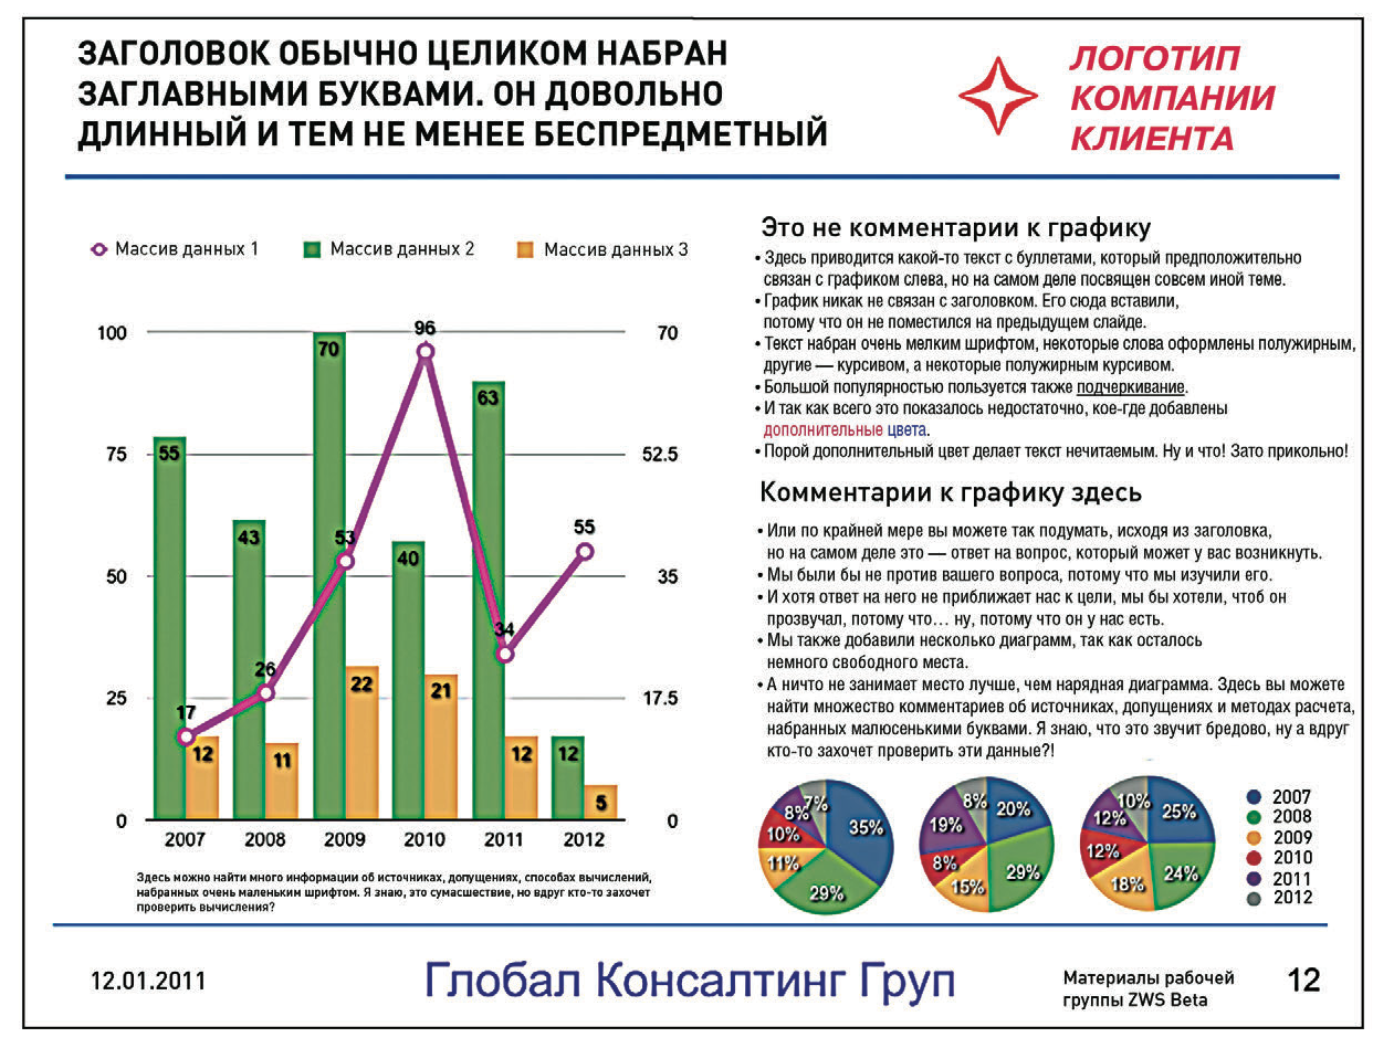 ЗАГОЛОВОК ОБЫЧНО ЦЕЛИКОМ НАБРАН
ЗАГЛАВНЫМИ БУКВАМИ. ОН ДОВОЛЬНО
ДЛИННЫЙ И ТЕМ НЕ МЕНЕЕ БЕСПРЕДМЕТНЫЙ
ЛОГОТИП
КОМПАНИИ
КЛИЕНТА
Массив данных 1
Массив данных 2
Массив данных 3
100
75
50
25
0
70
52.5
35
17.5
0
55
43
70
40
63
12
17
26
53
96
34
55
12
11
22
21
12
5
2007
2008
2009
2010
2011
2012
Здесь можно найти много информации об источниках, допущениях, способах вычислений,
набранных очень маленьким шрифтом. Я знаю, это сумасшествие, но вдруг кто-то захочет
проверить вычисления?
Это не комментарии к графику
• Здесь приводится какой-то текст с буллетами, который предположительно
связан с графиком слева, но на самом деле посвящен совсем иной теме.
• График никак не связан с заголовком. Его сюда вставили,
потому что он не поместился на предыдущем слайде.
• Текст набран очень мелким шрифтом, некоторые слова оформлены полужирным,
другие — курсивом, а некоторые полужирным курсивом.
• Большой популярностью пользуется также подчеркивание.
• И так как всего это показалось недостаточно, кое-где добавлены
дополнительные цвета.
• Порой дополнительный цвет делает текст нечитаемым. Ну и что! Зато прикольно!
Комментарии к графику здесь
• Или по крайней мере вы можете так подумать, исходя из заголовка,
но на самом деле это — ответ на вопрос, который может у вас возникнуть.
• Мы были бы не против вашего вопроса, потому что мы изучили его.
• И хотя ответ на него не приближает нас к цели, мы бы хотели, чтоб он
прозвучал, потому что… ну, потому что он у нас есть.
• Мы также добавили несколько диаграмм, так как осталось
немного свободного места.
• А ничто не занимает место лучше, чем нарядная диаграмма. Здесь вы можете
найти множество комментариев об источниках, допущениях и методах расчета,
набранных малюсенькими буквами. Я знаю, что это звучит бредово, ну а вдруг
кто-то захочет проверить эти данные?!
35%
29%
11%
10%
8%
7%
20%
29%
15%
8%
19%
8%
25%
24%
18%
12%
12%
10%
2007
2008
2009
2010
2011
2012
12.01.2011
Глобал Консалтинг Груп
Материалы рабочей
группы ZWS Beta
12